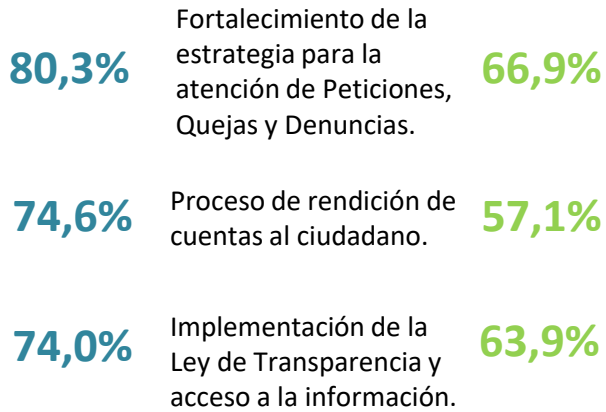 80,3%
Fortalecimiento de la
estrategia para la
atención de Peticiones,
Quejas y Denuncias.
66,9%
74,6%
Proceso de rendición de
cuentas al ciudadano.
57,1%
74,0%
Implementación de la
Ley de Transparencia y
acceso a la información.
63,9%